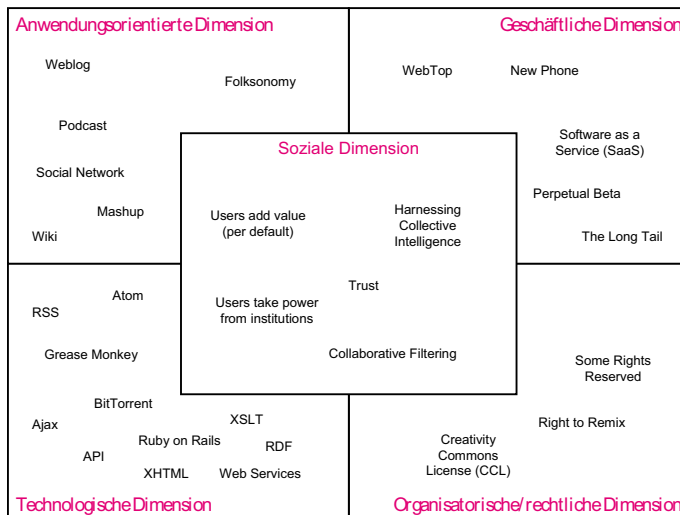 Anwendungsorientierte Dimension
Weblog
Folksonomy
Podcast
Social Network
Mashup
Wiki
Geschäftliche Dimension
WebTop
New Phone
Software as a
Service (SaaS)
Perpetual Beta
The Long Tail
Soziale Dimension
Users add value
(per default)
Harnessing
Collective
Intelligence
Trust
Users take power
from institutions
Collaborative Filtering
Atom
RSS
Grease Monkey
BitTorrent
Ajax
XSLT
Ruby on Rails
RDF
API
XHTML
Web Services
Technologische Dimension
Some Rights
Reserved
Right to Remix
Creativity
Commons
License (CCL)
Organisatorische/rechtliche Dimension